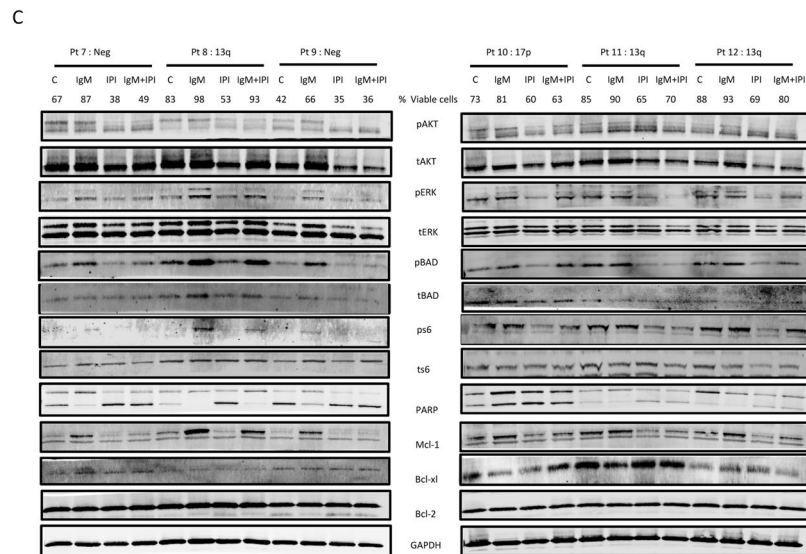 C
Pt 7 : Neg Pt 8 : 13q Pt 9 : Neg Pt 10 : 17p Pt 11 : 13q Pt 12 : 13q
C IgM IPI IgM+IPI C IgM IPI IgM+IPI C IgM IPI IgM+IPI C IgM IPI IgM+IPI C IgM IPI IgM+IPI C IgM IPI IgM+IPI
67 87 38 49 83 98 53 93 42 66 35 36 % Viable cells 73 81 60 63 85 90 65 70 88 93 69 80
pAKT
tAKT
pERK
tERK
pBAD
tBAD
ps6
ts6
PARP
Mcl-1
Bcl-xl
Bcl-2
GAPDH